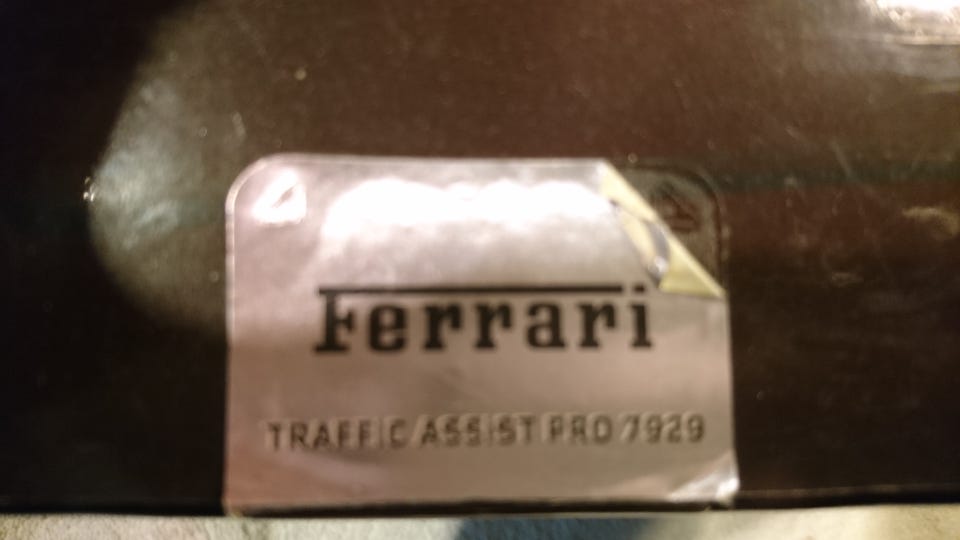 Ferrari
TRAFFIC ASSIST PRO 7929